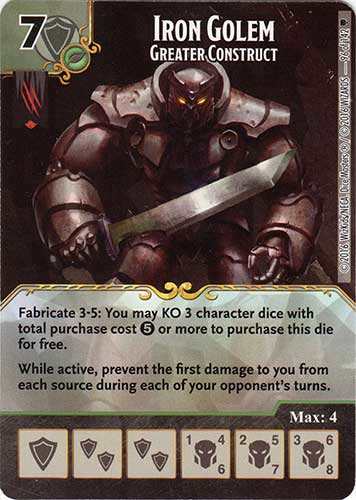 7
IRON GOLEM
GREATER CONSTRUCT
Fabricate 3-5: You may KO 3 character dice with
total purchase cost 5 or more to purchase this die
for free.
While active, prevent the first damage to you from
each source during each of your opponent's turns.
Max: 4
1 4
6
2 5
7
3 6
8